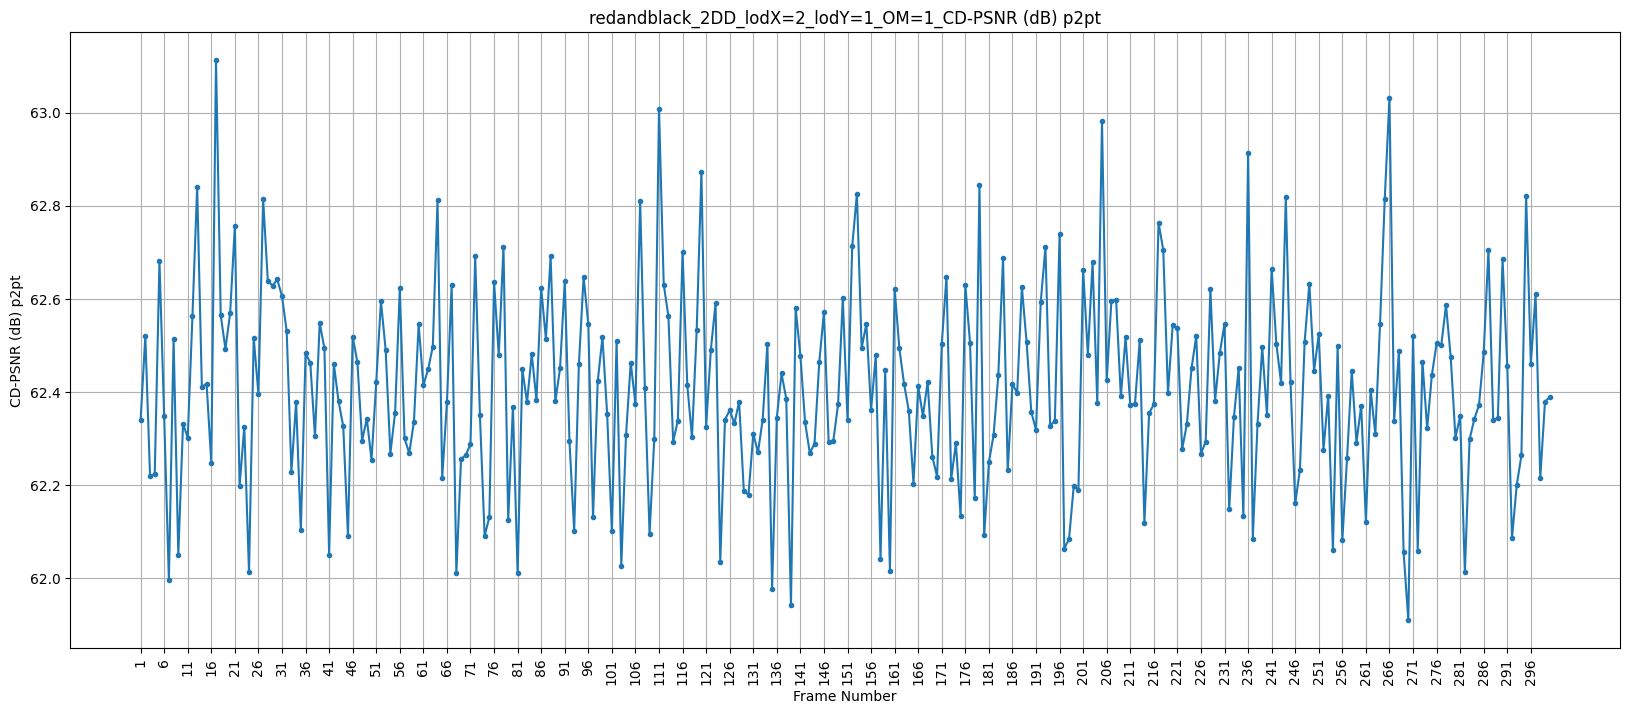 redandblack_2DD_lodX=2_lodY=1_OM=1_CD-PSNR (dB) p2pt
CD-PSNR (dB) p2pt
63.0
62.8
62.6
62.4
62.2
62.0
1 6 11 16 21 26 31 36 41 46 51 56 61 66 71 76 81 86 91 96 101 106 111 116 121 126 131 136 141 146 151 156 161 166 171 176 181 186 191 196 201 206 211 216 221 226 231 236 241 246 251 256 261 266 271 276 281 286 291 296
Frame Number